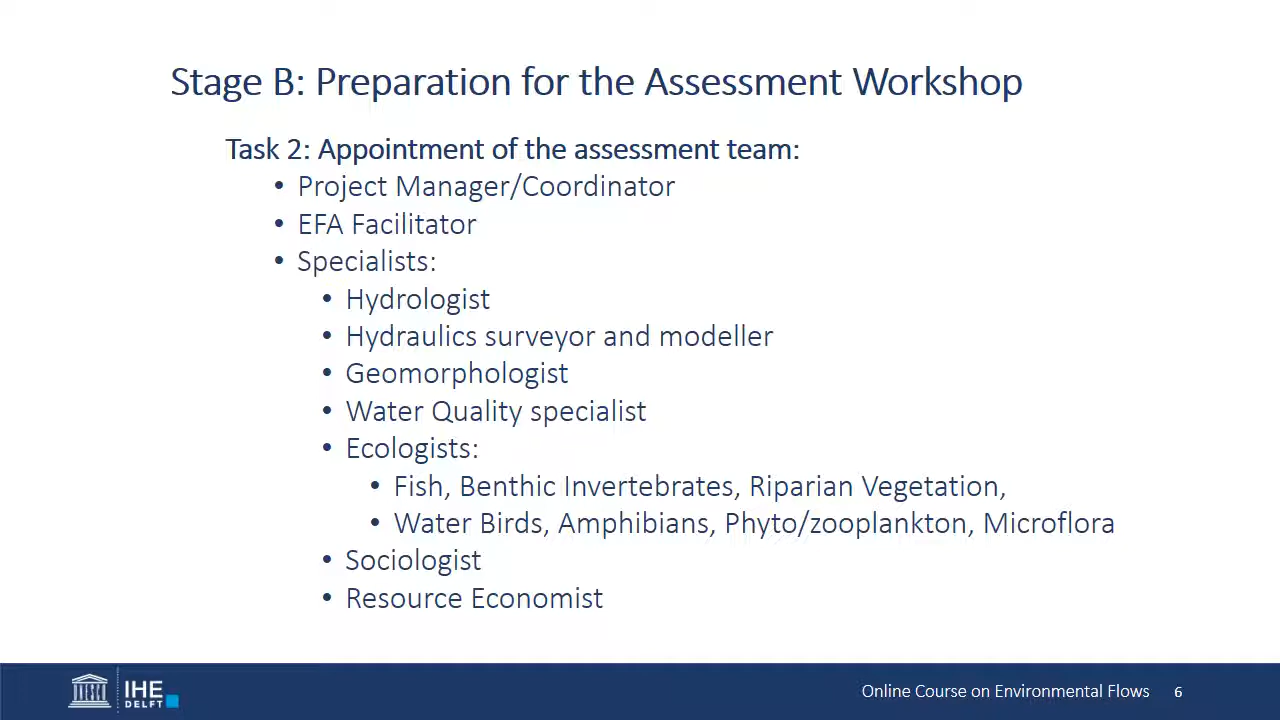 Stage B: Preparation for the Assessment Workshop
Task 2: Appointment of the assessment team:
• Project Manager/Coordinator
• EFA Facilitator
• Specialists:
• Hydrologist
• Hydraulics surveyor and modeller
• Geomorphologist
• Water Quality specialist
• Ecologists:
• Fish, Benthic Invertebrates, Riparian Vegetation,
• Water Birds, Amphibians, Phyto/zooplankton, Microflora
• Sociologist
• Resource Economist
UNESCO
IHE
DELFT
Online Course on Environmental Flows 6